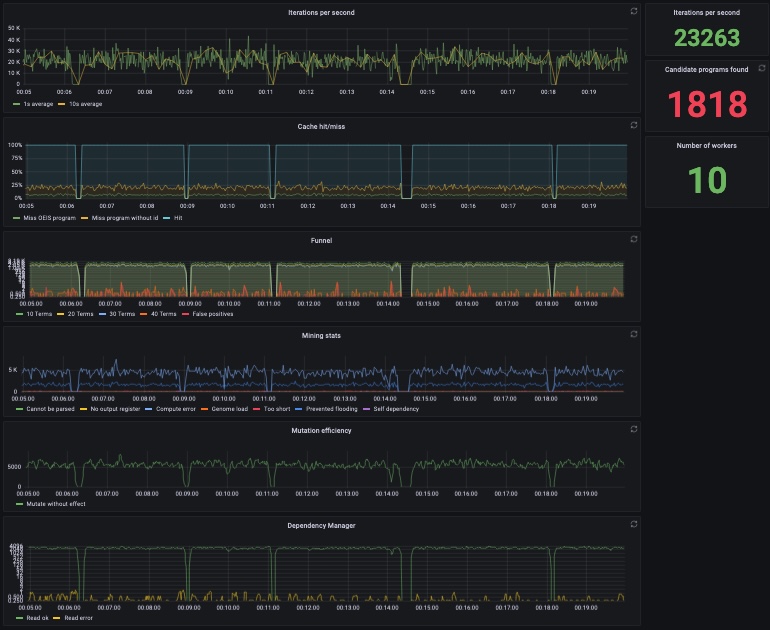 Iterations per second
50 K
40 K
30 K
20 K
10 K
0
00:05 00:06 00:07 00:08 00:09 00:10 00:11 00:12 00:13 00:14 00:15 00:16 00:17 00:18 00:19
1s average 10s average
Iterations per second
23263
Candidate programs found
1818
Number of workers
10
Cache hit/miss
100%
75%
50%
25%
0%
00:05 00:06 00:07 00:08 00:09 00:10 00:11 00:12 00:13 00:14 00:15 00:16 00:17 00:18 00:19
Miss OEIS program Miss program without id Hit
Funnel
0.250
00:05:00 00:06:00 00:07:00 00:08:00 00:09:00 00:10:00 00:11:00 00:12:00 00:13:00 00:14:00 00:15:00 00:16:00 00:17:00 00:18:00 00:19:00
10 Terms 20 Terms 30 Terms 40 Terms False positives
Mining stats
5 K
0
00:05:00 00:06:00 00:07:00 00:08:00 00:09:00 00:10:00 00:11:00 00:12:00 00:13:00 00:14:00 00:15:00 00:16:00 00:17:00 00:18:00 00:19:00
Cannot be parsed No output register Compute error Genome load Too short Prevented flooding Self dependency
Mutation efficiency
5000
0
00:05:00 00:06:00 00:07:00 00:08:00 00:09:00 00:10:00 00:11:00 00:12:00 00:13:00 00:14:00 00:15:00 00:16:00 00:17:00 00:18:00 00:19:00
Mutate without effect
Dependency Manager
0.250
00:05:00 00:06:00 00:07:00 00:08:00 00:09:00 00:10:00 00:11:00 00:12:00 00:13:00 00:14:00 00:15:00 00:16:00 00:17:00 00:18:00 00:19:00
Read ok Read error